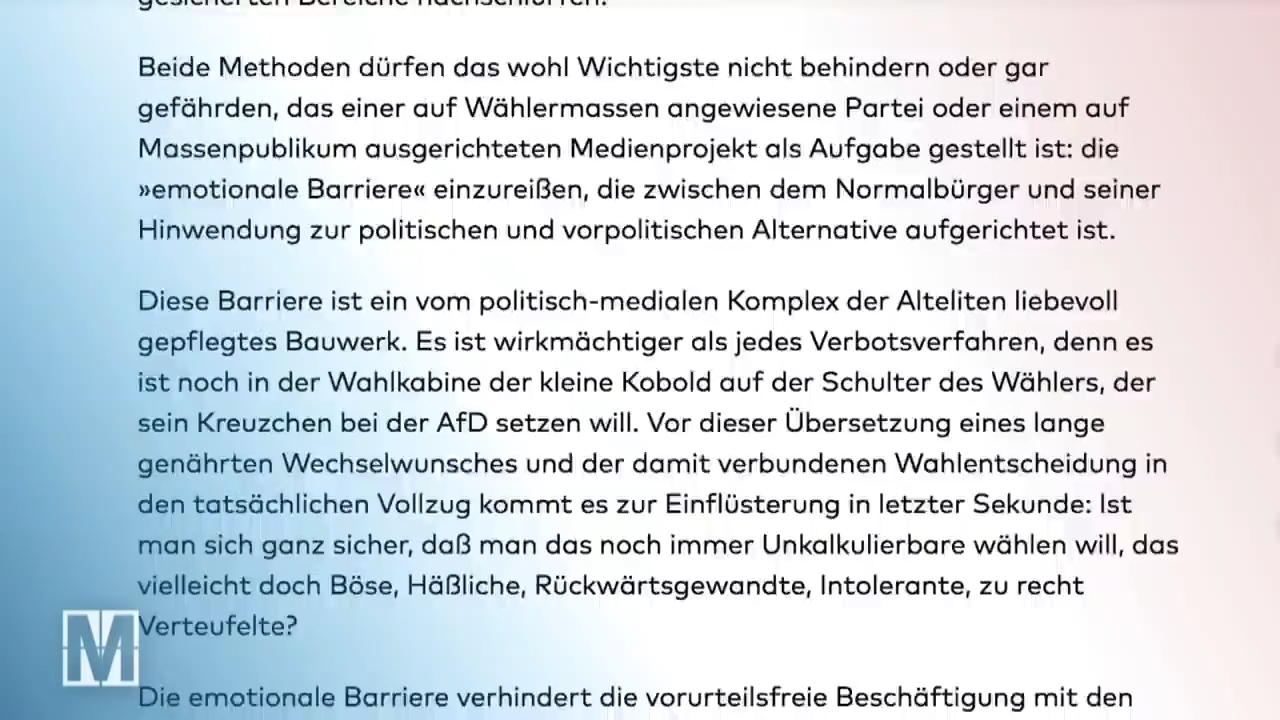 gesicherten Bereiche nachschlürfen.
Beide Methoden dürfen das wohl Wichtigste nicht behindern oder gar
gefährden, das einer auf Wählermassen angewiesene Partei oder einem auf
Massenpublikum ausgerichteten Medienprojekt als Aufgabe gestellt ist: die
»emotionale Barriere« einzureißen, die zwischen dem Normalbürger und seiner
Hinwendung zur politischen und vorpolitischen Alternative aufgerichtet ist.
Diese Barriere ist ein vom politisch-medialen Komplex der Alteliten liebevoll
gepflegtes Bauwerk. Es ist wirkmächtiger als jedes Verbotsverfahren, denn es
ist noch in der Wahlkabine der kleine Kobold auf der Schulter des Wählers, der
sein Kreuzchen bei der AfD setzen will. Vor dieser Übersetzung eines lange
genährten Wechselwunsches und der damit verbundenen Wahlentscheidung in
den tatsächlichen Vollzug kommt es zur Einflüsterung in letzter Sekunde: Ist
man sich ganz sicher, daß man das noch immer Unkalkulierbare wählen will, das
vielleicht doch Böse, Häßliche, Rückwärtsgewandte, Intolerante, zu recht
Verteufelte?
M
Die emotionale Barriere verhindert die vorurteilsfreie Beschäftigung mit den